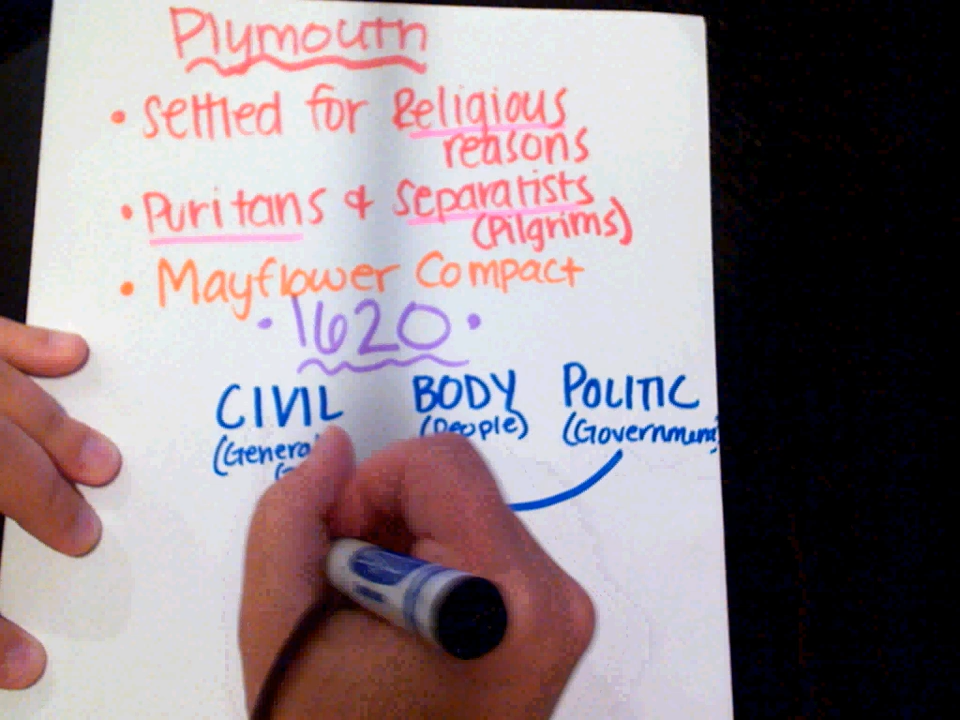 Plymouth
• Settled for Religious
reasons
• Puritans & Separatists
(Pilgrims)
• Mayflower Compact
• 1620 •
CIVIL BODY POLITIC
(People) (Government)